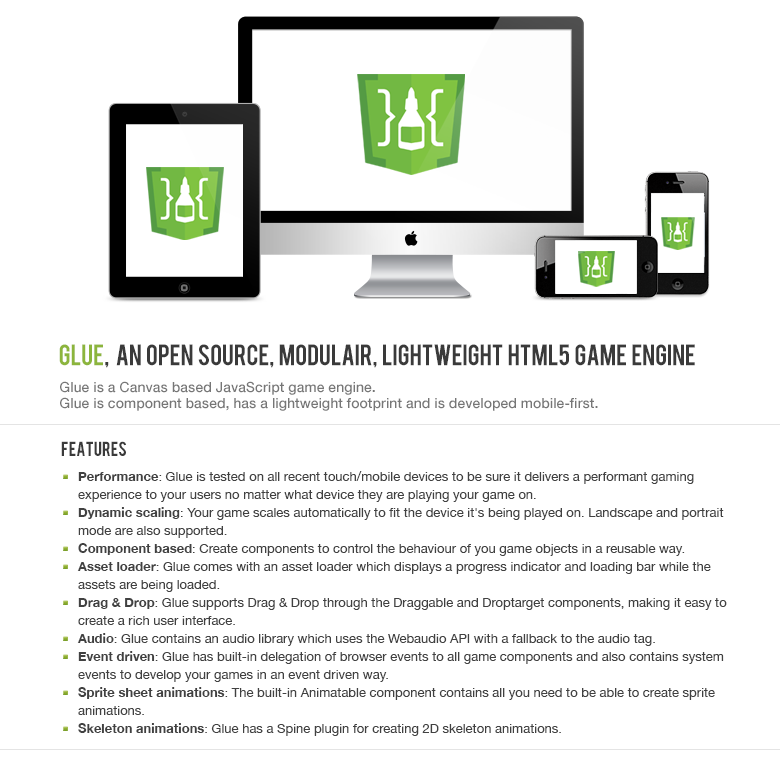 GLUE, AN OPEN SOURCE, MODULAIR, LIGHTWEIGHT HTML5 GAME ENGINE
Glue is a Canvas based JavaScript game engine.
Glue is component based, has a lightweight footprint and is developed mobile-first.
FEATURES
Performance: Glue is tested on all recent touch/mobile devices to be sure it delivers a performant gaming
experience to your users no matter what device they are playing your game on.
Dynamic scaling: Your game scales automatically to fit the device it's being played on. Landscape and portrait
mode are also supported.
Component based: Create components to control the behaviour of you game objects in a reusable way.
Asset loader: Glue comes with an asset loader which displays a progress indicator and loading bar while the
assets are being loaded.
Drag & Drop: Glue supports Drag & Drop through the Draggable and Droptarget components, making it easy to
create a rich user interface.
Audio: Glue contains an audio library which uses the Webaudio API with a fallback to the audio tag.
Event driven: Glue has built-in delegation of browser events to all game components and also contains system
events to develop your games in an event driven way.
Sprite sheet animations: The built-in Animatable component contains all you need to be able to create sprite
animations.
Skeleton animations: Glue has a Spine plugin for creating 2D skeleton animations.